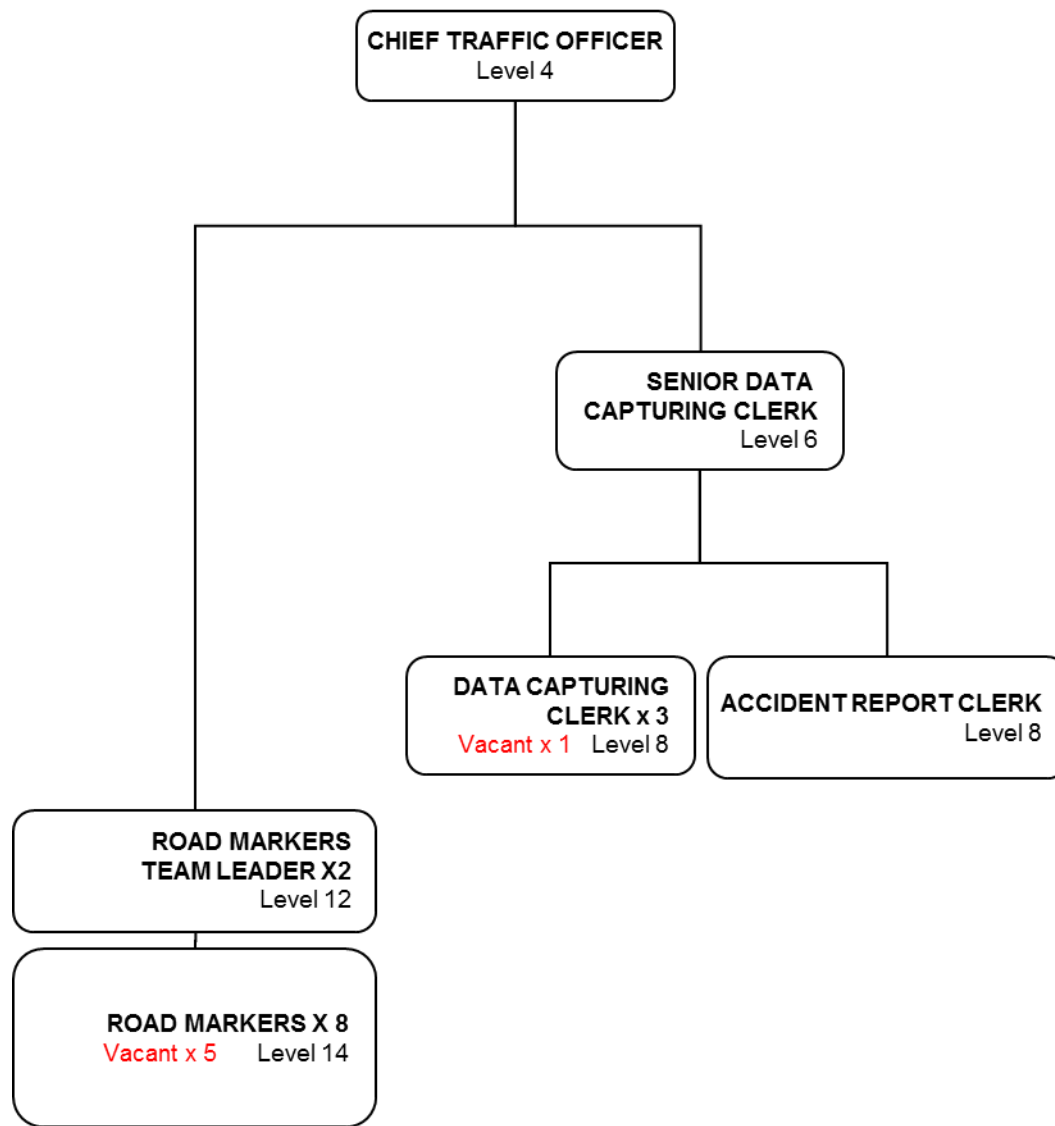 CHIEF TRAFFIC OFFICER
Level 4
SENIOR DATA
CAPTURING CLERK
Level 6
DATA CAPTURING
CLERK x 3
Vacant x 1 Level 8
ACCIDENT REPORT CLERK
Level 8
ROAD MARKERS
TEAM LEADER X2
Level 12
ROAD MARKERS X 8
Vacant x 5 Level 14